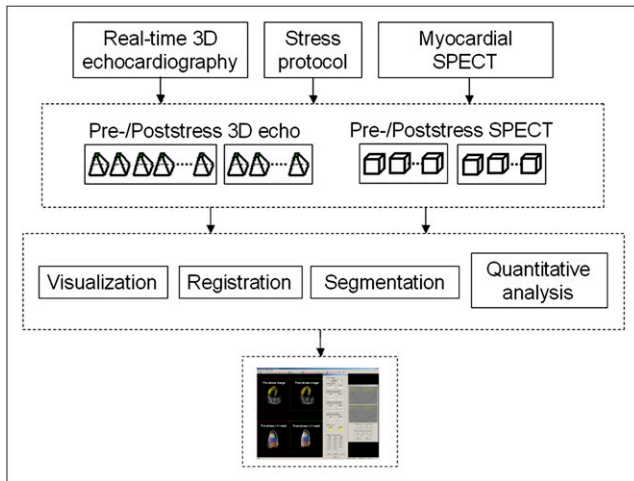 Real-time 3D
echocardiography
Stress
protocol
Myocardial
SPECT
Pre-/Poststress 3D echo
Pre-/Poststress SPECT
Visualization
Registration
Segmentation
Quantitative
analysis